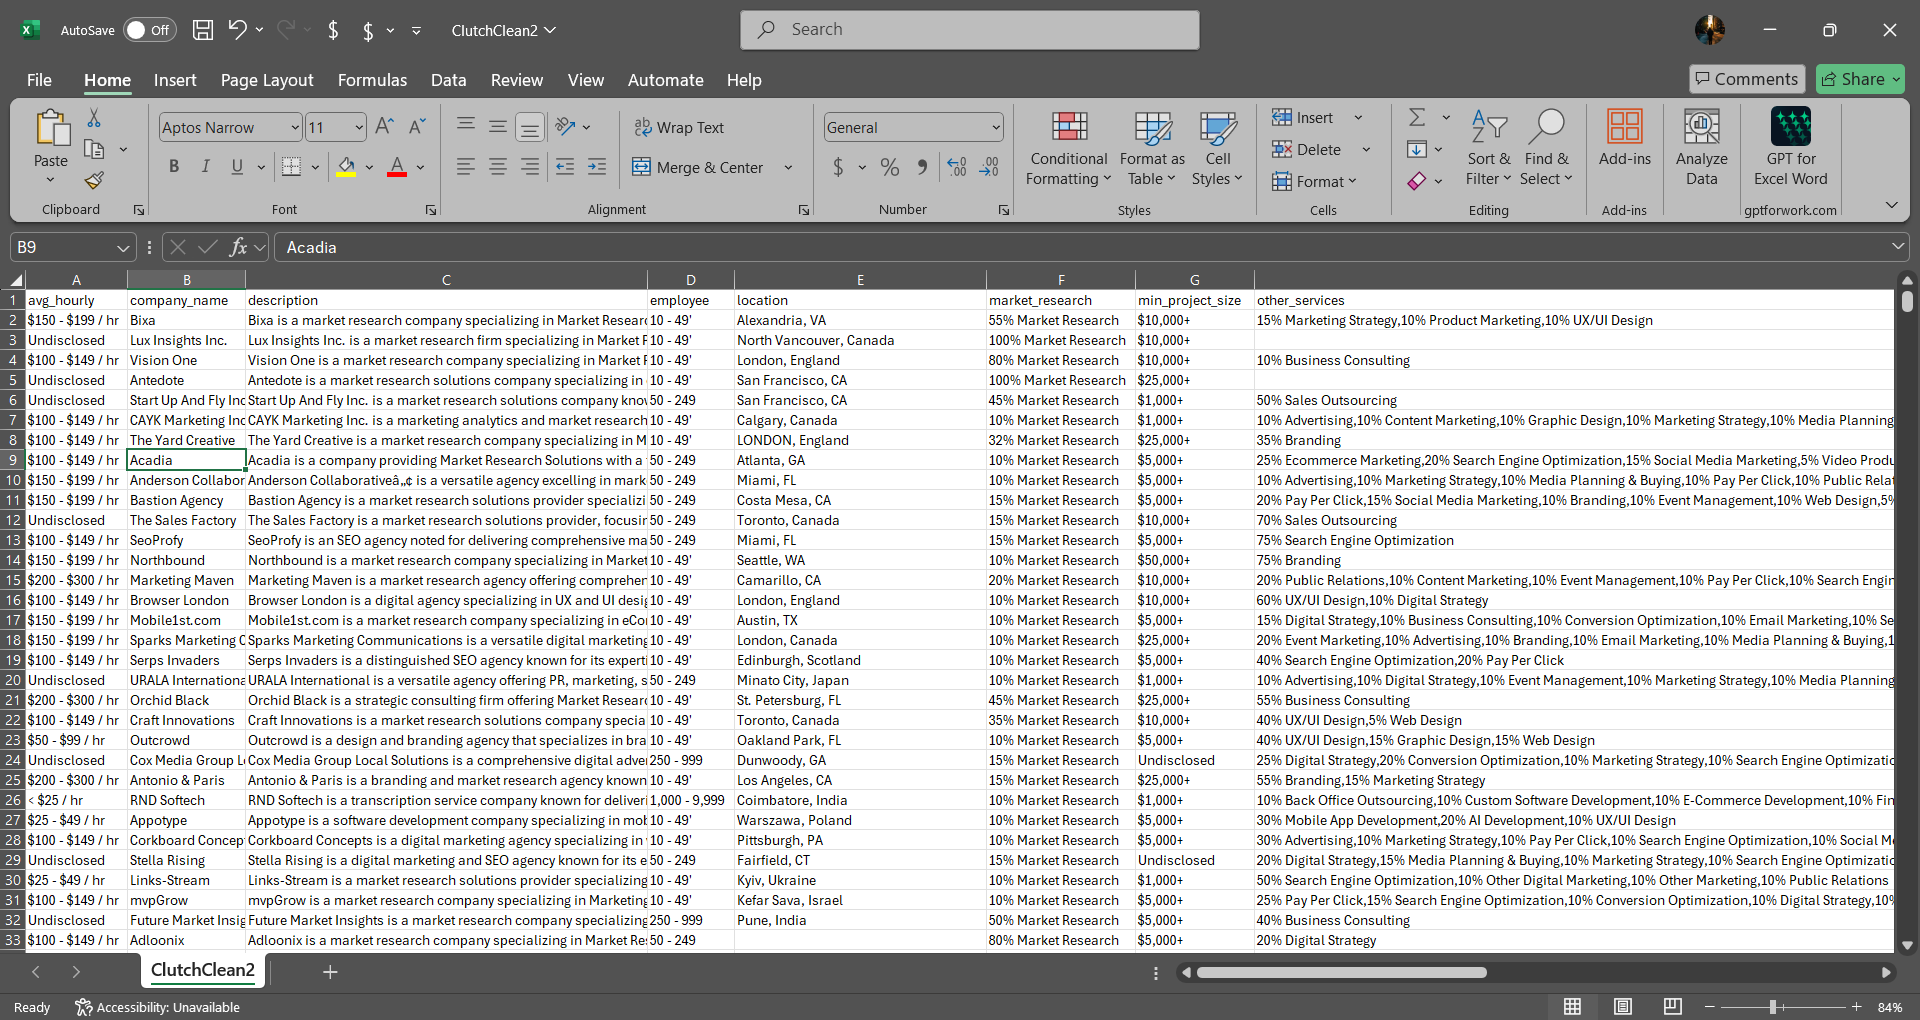 AutoSave Off ClutchClean2 Search
File Home Insert Page Layout Formulas Data Review View Automate Help Comments Share
Paste Aptos Narrow 11 Wrap Text General Conditional Formatting Format as Table Cell Styles Insert Sort & Filter Find & Select Add-ins Analyze Data GPT for Excel Word
B I U Merge & Center $ % Delete
Format
Clipboard Font Alignment Number Styles Cells Editing Add-ins gptforwork.com
B9 fx Acadia
A B C D E F G
1 avg_hourly company_name description employee location market_research min_project_size other_services
2 $150 - $199 / hr Bixa Bixa is a market research company specializing in Market Resear 10 - 49' Alexandria, VA 55% Market Research $10,000+ 15% Marketing Strategy,10% Product Marketing,10% UX/UI Design
3 Undisclosed Lux Insights Inc. Lux Insights Inc. is a market research firm specializing in Market F 10 - 49' North Vancouver, Canada 100% Market Research $10,000+
4 $100 - $149 / hr Vision One Vision One is a market research company specializing in Market F 10 - 49' London, England 80% Market Research $10,000+ 10% Business Consulting
5 Undisclosed Antedote Antedote is a market research solutions company specializing in 10 - 49' San Francisco, CA 100% Market Research $25,000+
6 Undisclosed Start Up And Fly Inc Start Up And Fly Inc. is a market research solutions company know 50 - 249 San Francisco, CA 45% Market Research $1,000+ 50% Sales Outsourcing
7 $100 - $149 / hr CAYK Marketing Inc CAYK Marketing Inc. is a marketing analytics and market research 10 - 49' Calgary, Canada 10% Market Research $1,000+ 10% Advertising,10% Content Marketing,10% Graphic Design,10% Marketing Strategy,10% Media Planning
8 $100 - $149 / hr The Yard Creative The Yard Creative is a market research company specializing in M 10 - 49' LONDON, England 32% Market Research $25,000+ 35% Branding
9 $100 - $149 / hr Acadia Acadia is a company providing Market Research Solutions with a 50 - 249 Atlanta, GA 10% Market Research $5,000+ 25% Ecommerce Marketing,20% Search Engine Optimization,15% Social Media Marketing,5% Video Produ
10 $150 - $199 / hr Anderson Collabor Anderson Collaborativeâ„¢ is a versatile agency excelling in mark 50 - 249 Miami, FL 10% Market Research $5,000+ 10% Advertising,10% Marketing Strategy,10% Media Planning & Buying,10% Pay Per Click,10% Public Relat
11 $150 - $199 / hr Bastion Agency Bastion Agency is a market research solutions provider specializi 50 - 249 Costa Mesa, CA 15% Market Research $5,000+ 20% Pay Per Click,15% Social Media Marketing,10% Branding,10% Event Management,10% Web Design,5%
12 Undisclosed The Sales Factory The Sales Factory is a market research solutions provider, focusin 50 - 249 Toronto, Canada 15% Market Research $10,000+ 70% Sales Outsourcing
13 $100 - $149 / hr SeoProfy SeoProfy is an SEO agency noted for delivering comprehensive ma 50 - 249 Miami, FL 15% Market Research $5,000+ 75% Search Engine Optimization
14 $150 - $199 / hr Northbound Northbound is a market research company specializing in Market 10 - 49' Seattle, WA 10% Market Research $50,000+ 75% Branding
15 $200 - $300 / hr Marketing Maven Marketing Maven is a market research agency offering comprehen 10 - 49' Camarillo, CA 20% Market Research $10,000+ 20% Public Relations,10% Content Marketing,10% Event Management,10% Pay Per Click,10% Search Engin
16 $100 - $149 / hr Browser London Browser London is a digital agency specializing in UX and UI desig 10 - 49' London, England 10% Market Research $10,000+ 60% UX/UI Design,10% Digital Strategy
17 $150 - $199 / hr Mobile1st.com Mobile1st.com is a market research company specializing in eCo 10 - 49' Austin, TX 10% Market Research $5,000+ 15% Digital Strategy,10% Business Consulting,10% Conversion Optimization,10% Email Marketing,10% Se
18 $150 - $199 / hr Sparks Marketing C Sparks Marketing Communications is a versatile digital marketing 10 - 49' London, Canada 10% Market Research $25,000+ 20% Event Marketing,10% Advertising,10% Branding,10% Email Marketing,10% Media Planning & Buying,1
19 $100 - $149 / hr Serps Invaders Serps Invaders is a distinguished SEO agency known for its experti 10 - 49' Edinburgh, Scotland 10% Market Research $5,000+ 40% Search Engine Optimization,20% Pay Per Click
20 Undisclosed URALA Internationa URALA International is a versatile agency offering PR, marketing, s 50 - 249 Minato City, Japan 10% Market Research $1,000+ 10% Advertising,10% Digital Strategy,10% Event Management,10% Marketing Strategy,10% Media Planning
21 $200 - $300 / hr Orchid Black Orchid Black is a strategic consulting firm offering Market Resear 10 - 49' St. Petersburg, FL 45% Market Research $25,000+ 55% Business Consulting
22 $100 - $149 / hr Craft Innovations Craft Innovations is a market research solutions company specia 10 - 49' Toronto, Canada 35% Market Research $10,000+ 40% UX/UI Design,5% Web Design
23 $50 - $99 / hr Outcrowd Outcrowd is a design and branding agency that specializes in bra 10 - 49' Oakland Park, FL 10% Market Research $5,000+ 40% UX/UI Design,15% Graphic Design,15% Web Design
24 Undisclosed Cox Media Group L Cox Media Group Local Solutions is a comprehensive digital adve 250 - 999 Dunwoody, GA 15% Market Research Undisclosed 25% Digital Strategy,20% Conversion Optimization,10% Marketing Strategy,10% Search Engine Optimizatic
25 $200 - $300 / hr Antonio & Paris Antonio & Paris is a branding and market research agency known 10 - 49' Los Angeles, CA 15% Market Research $25,000+ 55% Branding,15% Marketing Strategy
26 < $25 / hr RND Softech RND Softech is a transcription service company known for deliveri 1,000 - 9,999 Coimbatore, India 10% Market Research $1,000+ 10% Back Office Outsourcing,10% Custom Software Development,10% E-Commerce Development,10% Fin
27 $25 - $49 / hr Appotype Appotype is a software development company specializing in mol 10 - 49' Warszawa, Poland 10% Market Research $5,000+ 30% Mobile App Development,20% AI Development,10% UX/UI Design
28 $100 - $149 / hr Corkboard Concep Corkboard Concepts is a digital marketing agency specializing in 10 - 49' Pittsburgh, PA 10% Market Research $5,000+ 30% Advertising,10% Marketing Strategy,10% Pay Per Click,10% Search Engine Optimization,10% Social M
29 Undisclosed Stella Rising Stella Rising is a digital marketing and SEO agency known for its e 50 - 249 Fairfield, CT 15% Market Research Undisclosed 20% Digital Strategy,15% Media Planning & Buying,10% Marketing Strategy,10% Search Engine Optimizatic
30 $25 - $49 / hr Links-Stream Links-Stream is a market research solutions provider specializing 10 - 49' Kyiv, Ukraine 10% Market Research $1,000+ 50% Search Engine Optimization,10% Other Digital Marketing,10% Other Marketing,10% Public Relations
31 $100 - $149 / hr mvpGrow mvpGrow is a market research company specializing in Marketing 10 - 49' Kefar Sava, Israel 10% Market Research $5,000+ 25% Pay Per Click,15% Search Engine Optimization,10% Conversion Optimization,10% Digital Strategy,10%
32 Undisclosed Future Market Insig Future Market Insights is a market research company specializing 250 - 999 Pune, India 50% Market Research $5,000+ 40% Business Consulting
33 $100 - $149 / hr Adloonix Adloonix is a market research company specializing in Market Re 50 - 249 80% Market Research $5,000+ 20% Digital Strategy
ClutchClean2
Ready Accessibility: Unavailable 84%